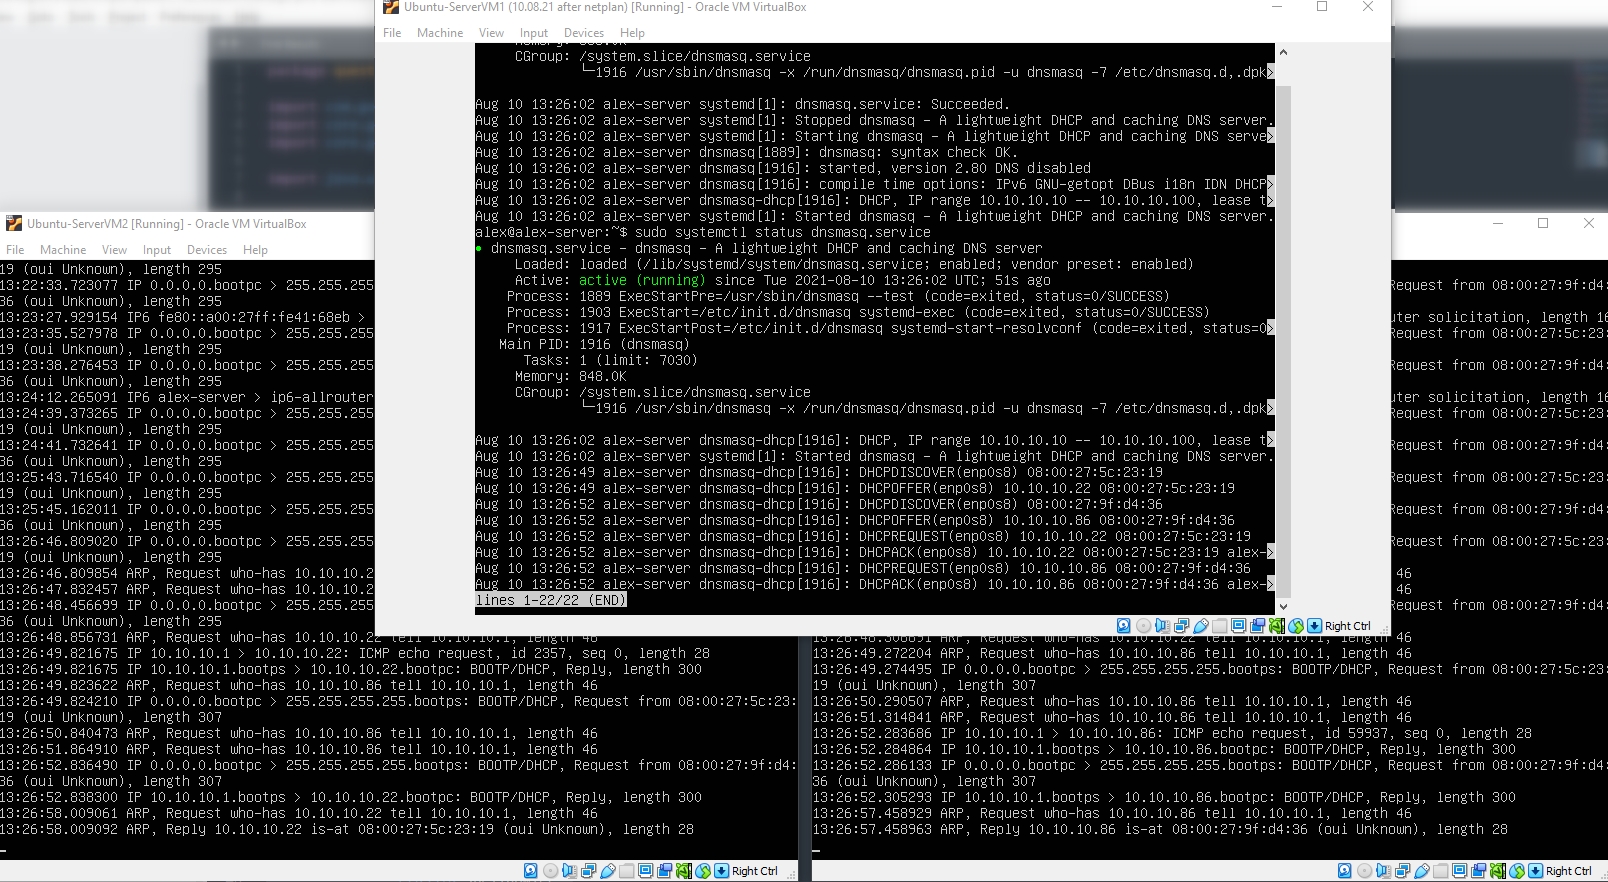 Ubuntu-ServerVM1 (10.08.21 after netplan) [Running] - Oracle VM VirtualBox
File Machine View Input Devices Help
CGroup: /system.slice/dnsmasq.service
└─1916 /usr/sbin/dnsmasq -x /run/dnsmasq/dnsmasq.pid -u dnsmasq -7 /etc/dnsmasq.d,.dpk>
Aug 10 13:26:02 alex-server systemd[1]: dnsmasq.service: Succeeded.
Aug 10 13:26:02 alex-server systemd[1]: Stopped dnsmasq - A lightweight DHCP and caching DNS server.
Aug 10 13:26:02 alex-server systemd[1]: Starting dnsmasq - A lightweight DHCP and caching DNS serve>
Aug 10 13:26:02 alex-server dnsmasq[1889]: dnsmasq: syntax check OK.
Aug 10 13:26:02 alex-server dnsmasq[1916]: started, version 2.80 DNS disabled
Aug 10 13:26:02 alex-server dnsmasq[1916]: compile time options: IPv6 GNU-getopt DBus i18n IDN DHCP>
Aug 10 13:26:02 alex-server dnsmasq-dhcp[1916]: DHCP, IP range 10.10.10.10 -- 10.10.10.100, lease t>
Aug 10 13:26:02 alex-server systemd[1]: Started dnsmasq - A lightweight DHCP and caching DNS server.
alex@alex-server:~$ sudo systemctl status dnsmasq.service
● dnsmasq.service - dnsmasq - A lightweight DHCP and caching DNS server
Loaded: loaded (/lib/systemd/system/dnsmasq.service; enabled; vendor preset: enabled)
Active: active (running) since Tue 2021-08-10 13:26:02 UTC; 51s ago
Process: 1889 ExecStartPre=/usr/sbin/dnsmasq --test (code=exited, status=0/SUCCESS)
Process: 1903 ExecStart=/etc/init.d/dnsmasq systemd-exec (code=exited, status=0/SUCCESS)
Process: 1917 ExecStartPost=/etc/init.d/dnsmasq systemd-start-resolvconf (code=exited, status=0>
Main PID: 1916 (dnsmasq)
Tasks: 1 (limit: 7030)
Memory: 848.0K
CGroup: /system.slice/dnsmasq.service
└─1916 /usr/sbin/dnsmasq -x /run/dnsmasq/dnsmasq.pid -u dnsmasq -7 /etc/dnsmasq.d,.dpk>
Aug 10 13:26:02 alex-server dnsmasq-dhcp[1916]: DHCP, IP range 10.10.10.10 -- 10.10.10.100, lease t>
Aug 10 13:26:02 alex-server systemd[1]: Started dnsmasq - A lightweight DHCP and caching DNS server.
Aug 10 13:26:49 alex-server dnsmasq-dhcp[1916]: DHCPDISCOVER(enp0s8) 08:00:27:5c:23:19
Aug 10 13:26:49 alex-server dnsmasq-dhcp[1916]: DHCPOFFER(enp0s8) 10.10.10.22 08:00:27:5c:23:19
Aug 10 13:26:52 alex-server dnsmasq-dhcp[1916]: DHCPDISCOVER(enp0s8) 08:00:27:9f:d4:36
Aug 10 13:26:52 alex-server dnsmasq-dhcp[1916]: DHCPOFFER(enp0s8) 10.10.10.86 08:00:27:9f:d4:36
Aug 10 13:26:52 alex-server dnsmasq-dhcp[1916]: DHCPREQUEST(enp0s8) 10.10.10.22 08:00:27:5c:23:19
Aug 10 13:26:52 alex-server dnsmasq-dhcp[1916]: DHCPACK(enp0s8) 10.10.10.22 08:00:27:5c:23:19 alex->
Aug 10 13:26:52 alex-server dnsmasq-dhcp[1916]: DHCPREQUEST(enp0s8) 10.10.10.86 08:00:27:9f:d4:36
Aug 10 13:26:52 alex-server dnsmasq-dhcp[1916]: DHCPACK(enp0s8) 10.10.10.86 08:00:27:9f:d4:36 alex->
lines 1-22/22 (END)
Right Ctrl
Ubuntu-ServerVM2 [Running] - Oracle VM VirtualBox
File Machine View Input Devices Help
19 (oui Unknown), length 295
13:22:33.723077 IP 0.0.0.0.bootpc > 255.255.255
36 (oui Unknown), length 295
13:23:27.929154 IP6 fe80::a00:27ff:fe41:68eb >
13:23:35.527978 IP 0.0.0.0.bootpc > 255.255.255
19 (oui Unknown), length 295
13:23:38.276453 IP 0.0.0.0.bootpc > 255.255.255
36 (oui Unknown), length 295
13:24:12.265091 IP6 alex-server > ip6-allrouter
13:24:39.373265 IP 0.0.0.0.bootpc > 255.255.255
19 (oui Unknown), length 295
13:24:41.732641 IP 0.0.0.0.bootpc > 255.255.255
36 (oui Unknown), length 295
13:25:43.716540 IP 0.0.0.0.bootpc > 255.255.255
19 (oui Unknown), length 295
13:25:45.162011 IP 0.0.0.0.bootpc > 255.255.255
36 (oui Unknown), length 295
13:26:46.809020 IP 0.0.0.0.bootpc > 255.255.255
19 (oui Unknown), length 295
13:26:46.809854 ARP, Request who-has 10.10.10.2
13:26:47.832457 ARP, Request who-has 10.10.10.2
13:26:48.456699 IP 0.0.0.0.bootpc > 255.255.255
36 (oui Unknown), length 295
13:26:48.856731 ARP, Request who-has 10.10.10.22 tell 10.10.10.1, length 46
13:26:49.821675 IP 10.10.10.1 > 10.10.10.22: ICMP echo request, id 2357, seq 0, length 28
13:26:49.821675 IP 10.10.10.1.bootps > 10.10.10.22.bootpc: BOOTP/DHCP, Reply, length 300
13:26:49.823622 ARP, Request who-has 10.10.10.86 tell 10.10.10.1, length 46
13:26:49.824210 IP 0.0.0.0.bootpc > 255.255.255.255.bootps: BOOTP/DHCP, Request from 08:00:27:5c:23:
19 (oui Unknown), length 307
13:26:50.840473 ARP, Request who-has 10.10.10.86 tell 10.10.10.1, length 46
13:26:51.864910 ARP, Request who-has 10.10.10.86 tell 10.10.10.1, length 46
13:26:52.836490 IP 0.0.0.0.bootpc > 255.255.255.255.bootps: BOOTP/DHCP, Request from 08:00:27:9f:d4:
36 (oui Unknown), length 307
13:26:52.838300 IP 10.10.10.1.bootps > 10.10.10.22.bootpc: BOOTP/DHCP, Reply, length 300
13:26:58.009061 ARP, Request who-has 10.10.10.22 tell 10.10.10.1, length 46
13:26:58.009092 ARP, Reply 10.10.10.22 is-at 08:00:27:5c:23:19 (oui Unknown), length 28
Right Ctrl
Request from 08:00:27:9f:d4:
uter solicitation, length 16
Request from 08:00:27:5c:23:
Request from 08:00:27:9f:d4:
uter solicitation, length 16
Request from 08:00:27:5c:23:
Request from 08:00:27:9f:d4:
Request from 08:00:27:5c:23:
Request from 08:00:27:9f:d4:
Request from 08:00:27:5c:23:
46
46
Request from 08:00:27:9f:d4:
13:26:48.306891 ARP, Request who-has 10.10.10.22 tell 10.10.10.1, length 46
13:26:49.272204 ARP, Request who-has 10.10.10.86 tell 10.10.10.1, length 46
13:26:49.274495 IP 0.0.0.0.bootpc > 255.255.255.255.bootps: BOOTP/DHCP, Request from 08:00:27:5c:23:
19 (oui Unknown), length 307
13:26:50.290507 ARP, Request who-has 10.10.10.86 tell 10.10.10.1, length 46
13:26:51.314841 ARP, Request who-has 10.10.10.86 tell 10.10.10.1, length 46
13:26:52.283686 IP 10.10.10.1 > 10.10.10.86: ICMP echo request, id 59937, seq 0, length 28
13:26:52.284864 IP 10.10.10.1.bootps > 10.10.10.86.bootpc: BOOTP/DHCP, Reply, length 300
13:26:52.286133 IP 0.0.0.0.bootpc > 255.255.255.255.bootps: BOOTP/DHCP, Request from 08:00:27:9f:d4:
36 (oui Unknown), length 307
13:26:52.305293 IP 10.10.10.1.bootps > 10.10.10.86.bootpc: BOOTP/DHCP, Reply, length 300
13:26:57.458929 ARP, Request who-has 10.10.10.86 tell 10.10.10.1, length 46
13:26:57.458963 ARP, Reply 10.10.10.86 is-at 08:00:27:9f:d4:36 (oui Unknown), length 28
Right Ctrl